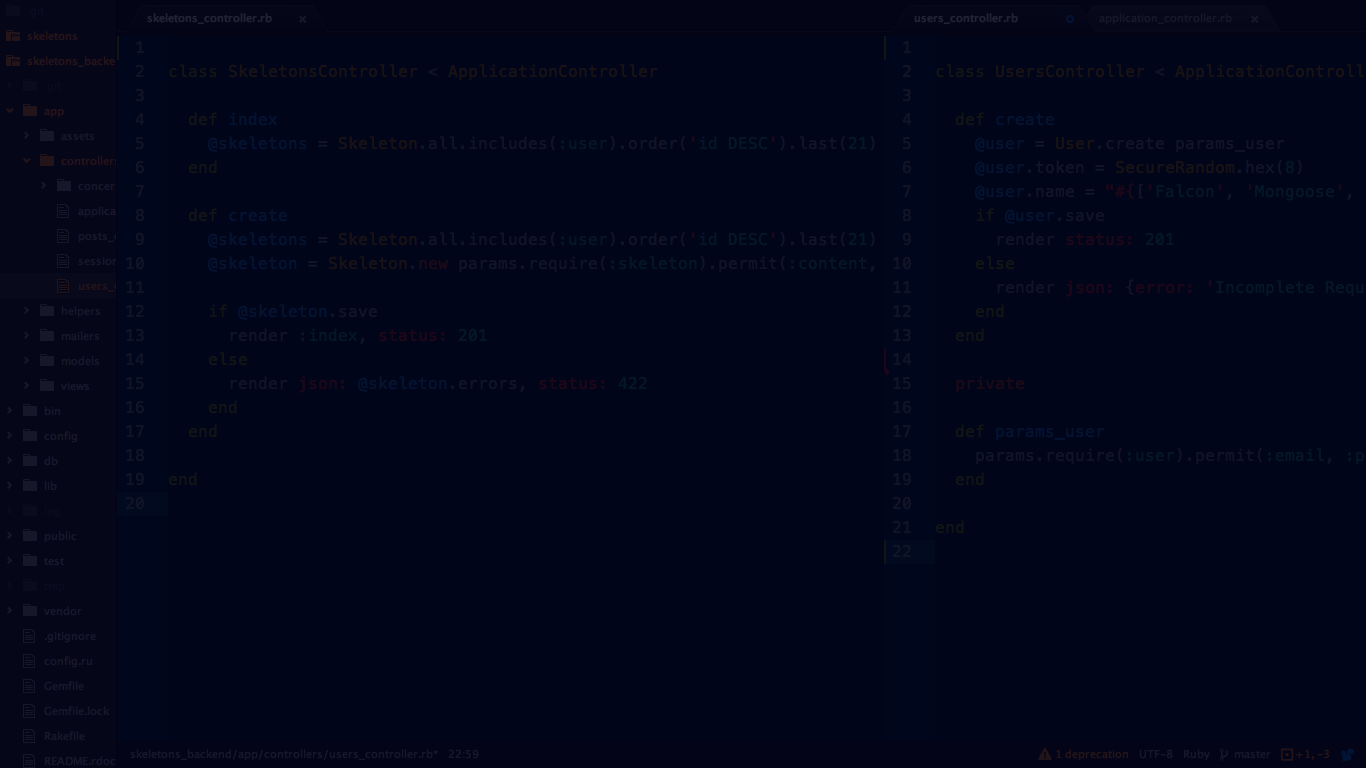 skeletons_controller.rb
users_controller.rb
application_controller.rb
skeletons
skeletons_backe
.git
app
assets
controllers
concer
applica
posts_
session
users_
helpers
mailers
models
views
bin
config
db
lib
log
public
test
tmp
vendor
.gitignore
config.ru
Gemfile
Gemfile.lock
Rakefile
README.rdoc
1
2 class SkeletonsController < ApplicationController
3
4 def index
5 @skeletons = Skeleton.all.includes(:user).order('id DESC').last(21)
6 end
7
8 def create
9 @skeletons = Skeleton.all.includes(:user).order('id DESC').last(21)
10 @skeleton = Skeleton.new params.require(:skeleton).permit(:content,
11
12 if @skeleton.save
13 render :index, status: 201
14 else
15 render json: @skeleton.errors, status: 422
16 end
17 end
18
19 end
20
1
2 class UsersController < ApplicationControll
3
4 def create
5 @user = User.create params_user
6 @user.token = SecureRandom.hex(8)
7 @user.name = "#{['Falcon', 'Mongoose',
8 if @user.save
9 render status: 201
10 else
11 render json: {error: 'Incomplete Requ
12 end
13 end
14
15 private
16
17 def params_user
18 params.require(:user).permit(:email, :p
19 end
20
21 end
22
skeletons_backend/app/controllers/users_controller.rb* 22:59
1 deprecation UTF-8 Ruby master +1, -3